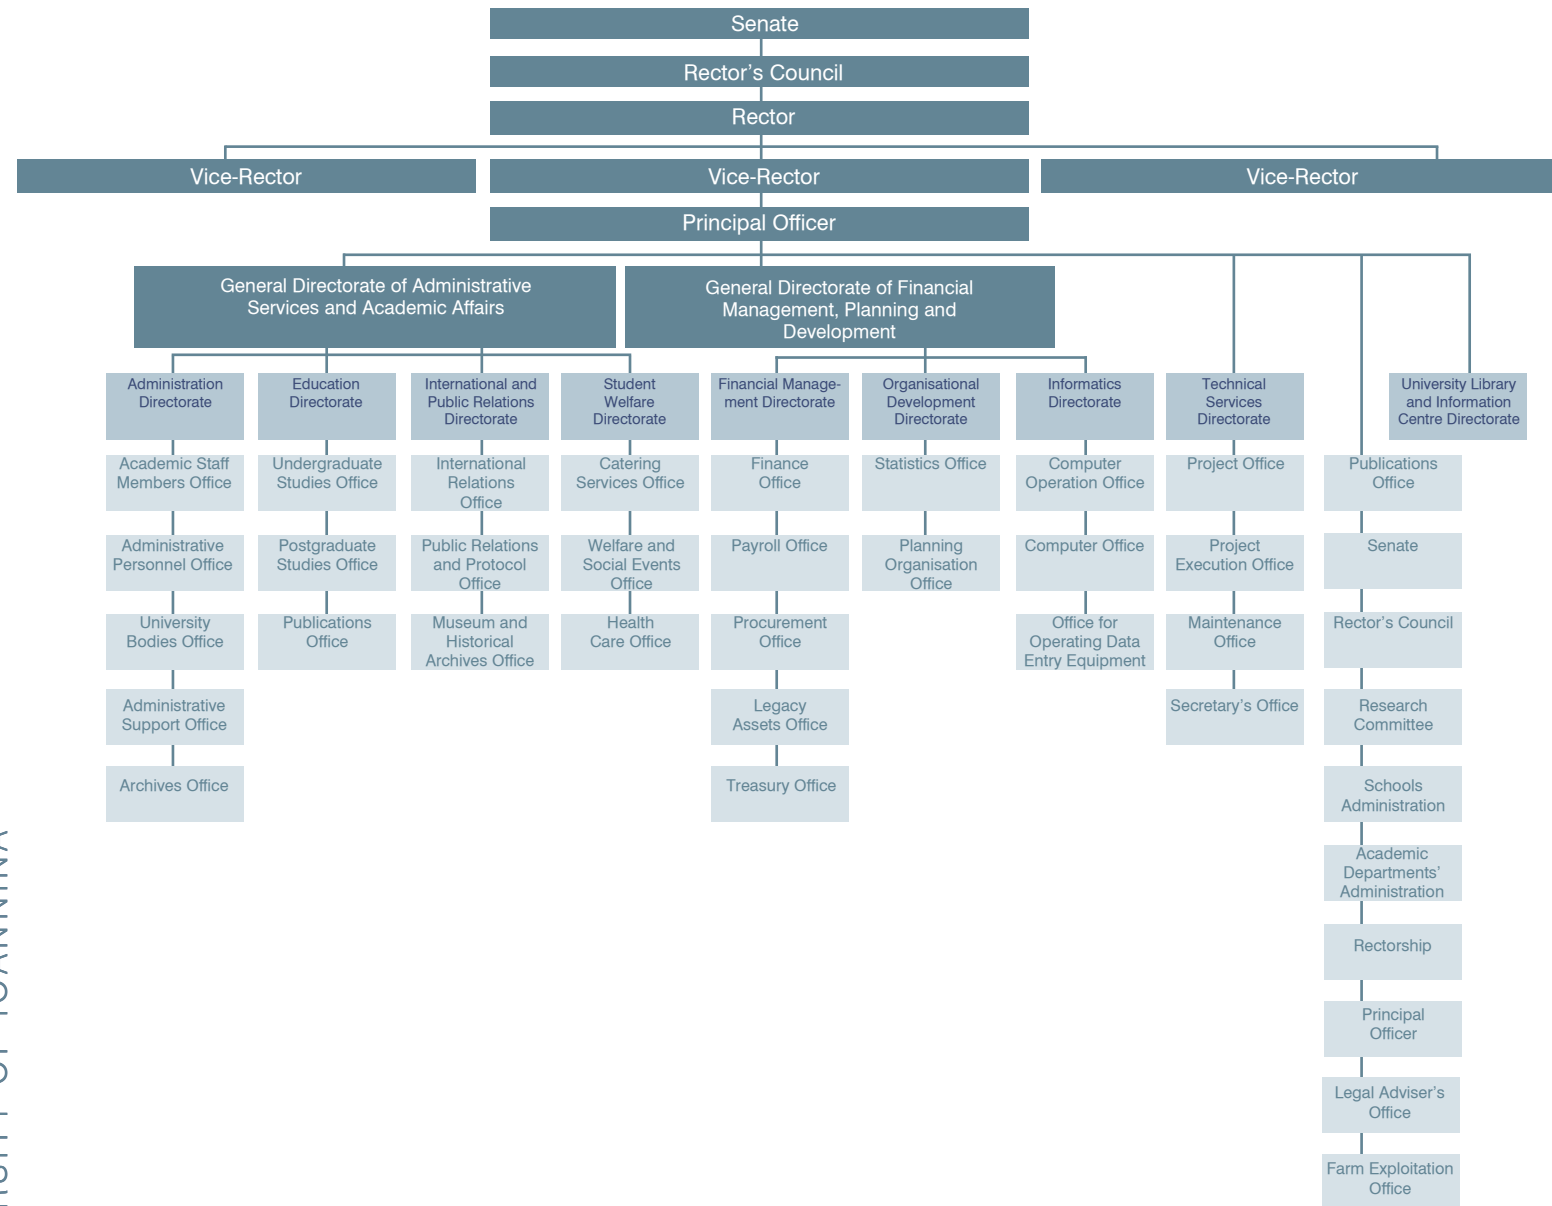 Senate
Rector’s Council
Rector
Vice-Rector
Vice-Rector
Vice-Rector
Principal Officer
General Directorate of Administrative
Services and Academic Affairs
General Directorate of Financial
Management, Planning and
Development
Administration
Directorate
Education
Directorate
International and
Public Relations
Directorate
Student
Welfare
Directorate
Financial Manage-
ment Directorate
Organisational
Development
Directorate
Informatics
Directorate
Technical
Services
Directorate
University Library
and Information
Centre Directorate
Academic Staff
Members Office
Undergraduate
Studies Office
International
Relations
Office
Catering
Services Office
Finance
Office
Statistics Office
Computer
Operation Office
Project Office
Publications
Office
Administrative
Personnel Office
Postgraduate
Studies Office
Public Relations
and Protocol
Office
Welfare and
Social Events
Office
Payroll Office
Planning
Organisation
Office
Computer Office
Project
Execution Office
Senate
University
Bodies Office
Publications
Office
Museum and
Historical
Archives Office
Health
Care Office
Procurement
Office
Office for
Operating Data
Entry Equipment
Maintenance
Office
Rector’s Council
Administrative
Support Office
Legacy
Assets Office
Secretary’s Office
Research
Committee
Archives Office
Treasury Office
Schools
Administration
Academic
Departments’
Administration
Rectorship
Principal
Officer
Legal Adviser’s
Office
Farm Exploitation
Office